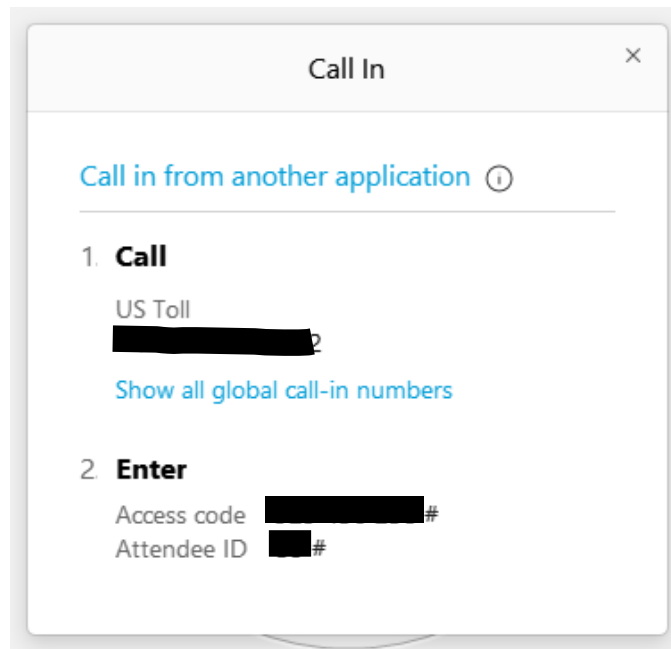 Call In
Call in from another application
1. Call
US Toll
2
Show all global call-in numbers
2. Enter
Access code #
Attendee ID #